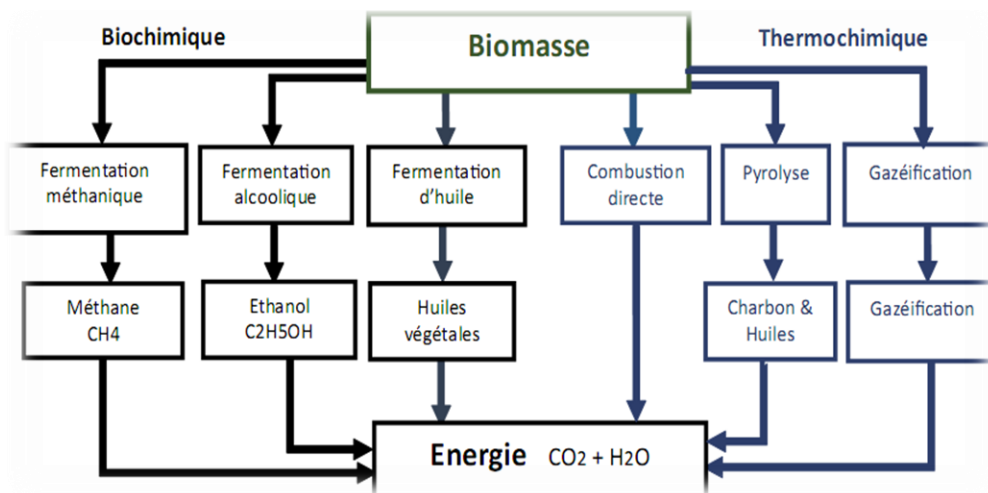 Biochimique
Biomasse
Thermochimique
Fermentation
méthanique
Fermentation
alcoolique
Fermentation
d'huile
Combustion
directe
Pyrolyse
Gazéification
Méthane
CH4
Ethanol
C2H5OH
Huiles
végétales
Charbon &
Huiles
Gazéification
Energie CO2 + H2O